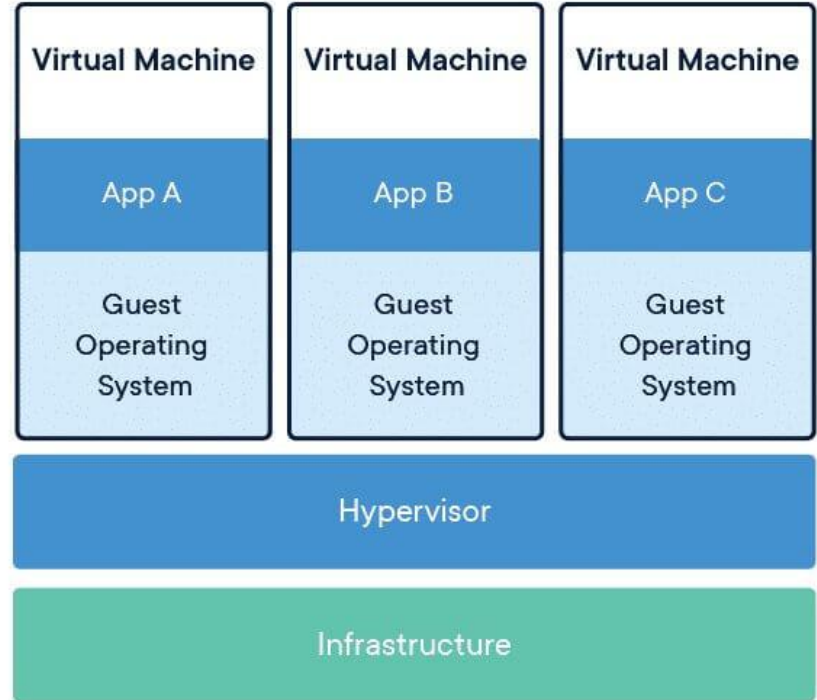 Virtual Machine
App A
Guest
Operating
System
Virtual Machine
App B
Guest
Operating
System
Virtual Machine
App C
Guest
Operating
System
Hypervisor
Infrastructure